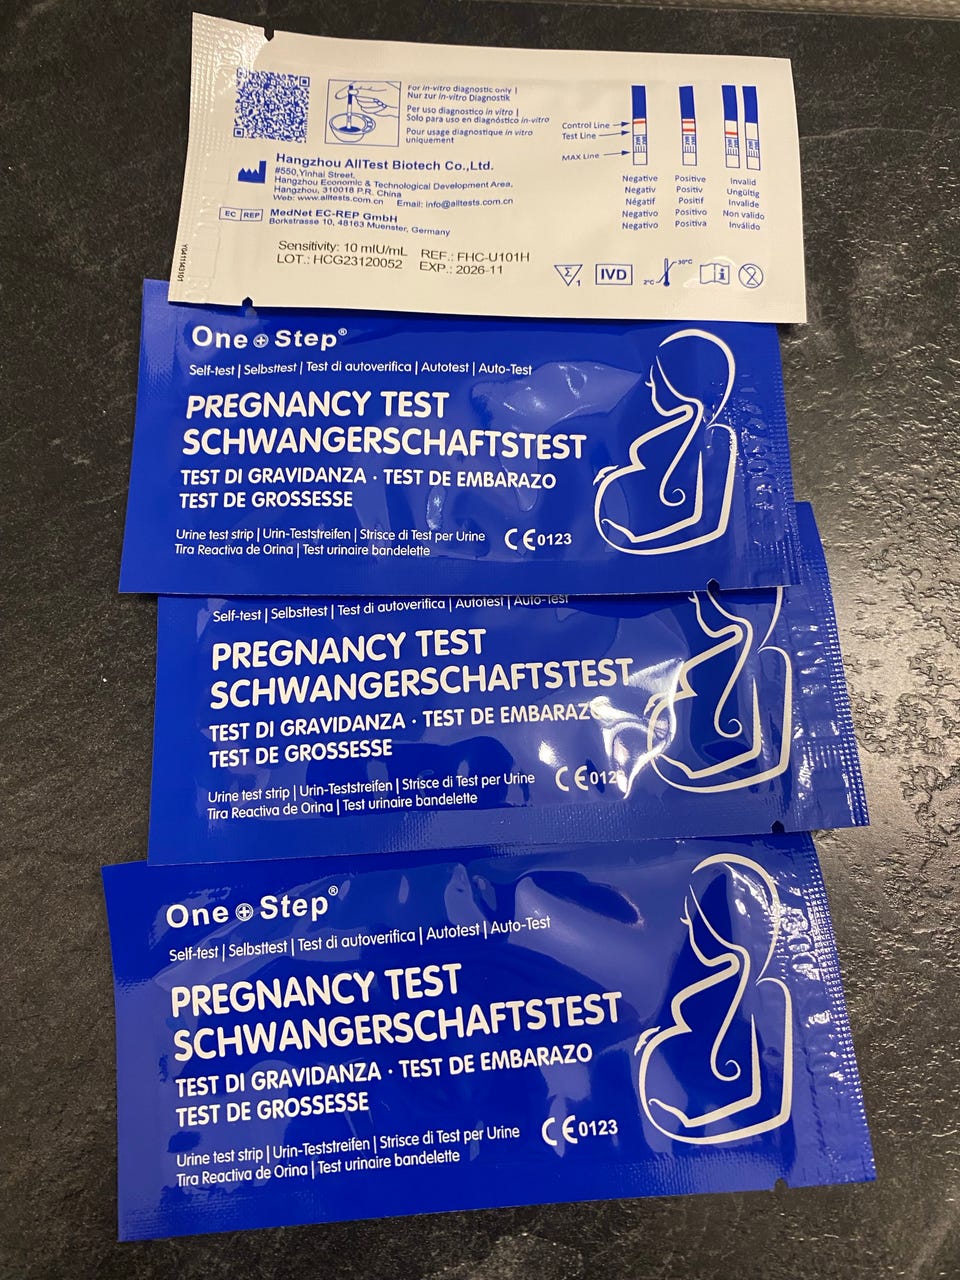 For in-vitro diagnostic only |
Nur zur in-vitro Diagnostik
Per uso diagnostico in vitro |
Solo para uso en diagnóstico in-vitro
Pour usage diagnostique in vitro
uniquement
Control Line
Test Line
MAX Line
Negative Positive Invalid
Negativ Positiv Ungültig
Négatif Positif Invalide
Negativo Positivo Non valido
Negativo Positiva Inválido
Hangzhou AllTest Biotech Co.,Ltd.
#550,Yinhai Street,
Hangzhou Economic & Technological Development Area,
Hangzhou, 310018 P.R. China
Web: www.alltests.com.cn Email: info@alltests.com.cn
EC REP
MedNet EC-REP GmbH
Borkstrasse 10, 48163 Muenster, Germany
Sensitivity: 10 mIU/mL REF.: FHC-U101H
LOT.: HCG23120052 EXP.: 2026-11
Σ 1 IVD 2°C 30°C i 2
One Step®
Self-test | Selbsttest | Test di autoverifica | Autotest | Auto-Test
PREGNANCY TEST
SCHWANGERSCHAFTSTEST
TEST DI GRAVIDANZA · TEST DE EMBARAZO
TEST DE GROSSESSE
Urine test strip | Urin-Teststreifen | Strisce di Test per Urine
Tira Reactiva de Orina | Test urinaire bandelette
CE 0123
Self-test | Selbsttest | Test di autoverifica | Autotest | Auto-Test
PREGNANCY TEST
SCHWANGERSCHAFTSTEST
TEST DI GRAVIDANZA · TEST DE EMBARAZ
TEST DE GROSSESSE
Urine test strip | Urin-Teststreifen | Strisce di Test per Urine
Tira Reactiva de Orina | Test urinaire bandelette
CE 012
One Step®
Self-test | Selbsttest | Test di autoverifica | Autotest | Auto-Test
PREGNANCY TEST
SCHWANGERSCHAFTSTEST
TEST DI GRAVIDANZA · TEST DE EMBARAZO
TEST DE GROSSESSE
Urine test strip | Urin-Teststreifen | Strisce di Test per Urine
Tira Reactiva de Orina | Test urinaire bandelette
CE 0123